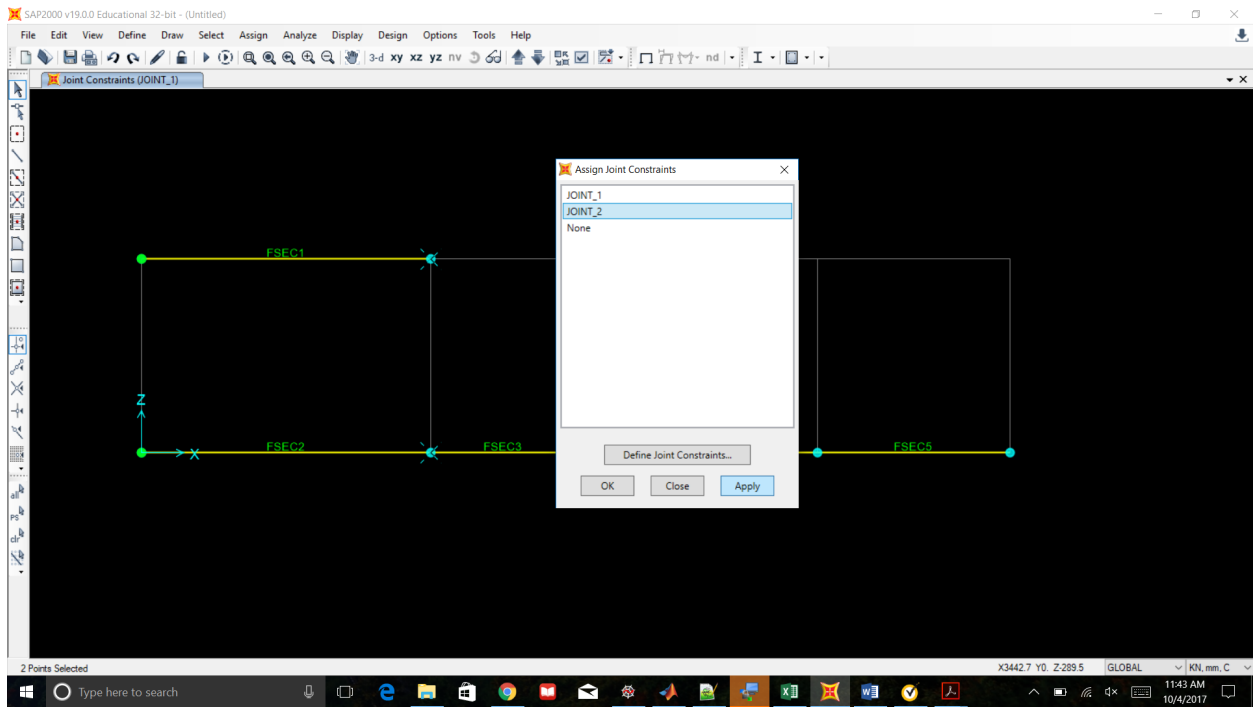 SAP2000 v19.0.0 Educational 32-bit - (Untitled)
File Edit View Define Draw Select Assign Analyze Display Design Options Tools Help
3-d xy xz yz nv nd
Joint Constraints (JOINT_1)
Assign Joint Constraints
JOINT_1
JOINT_2
None
Define Joint Constraints...
OK Close Apply
FSEC1
Z
X
FSEC2 FSEC3 FSEC5
all
PS
clr
2 Points Selected
X3442.7 Y0. Z-289.5 GLOBAL KN, mm, C
Type here to search
11:43 AM
10/4/2017